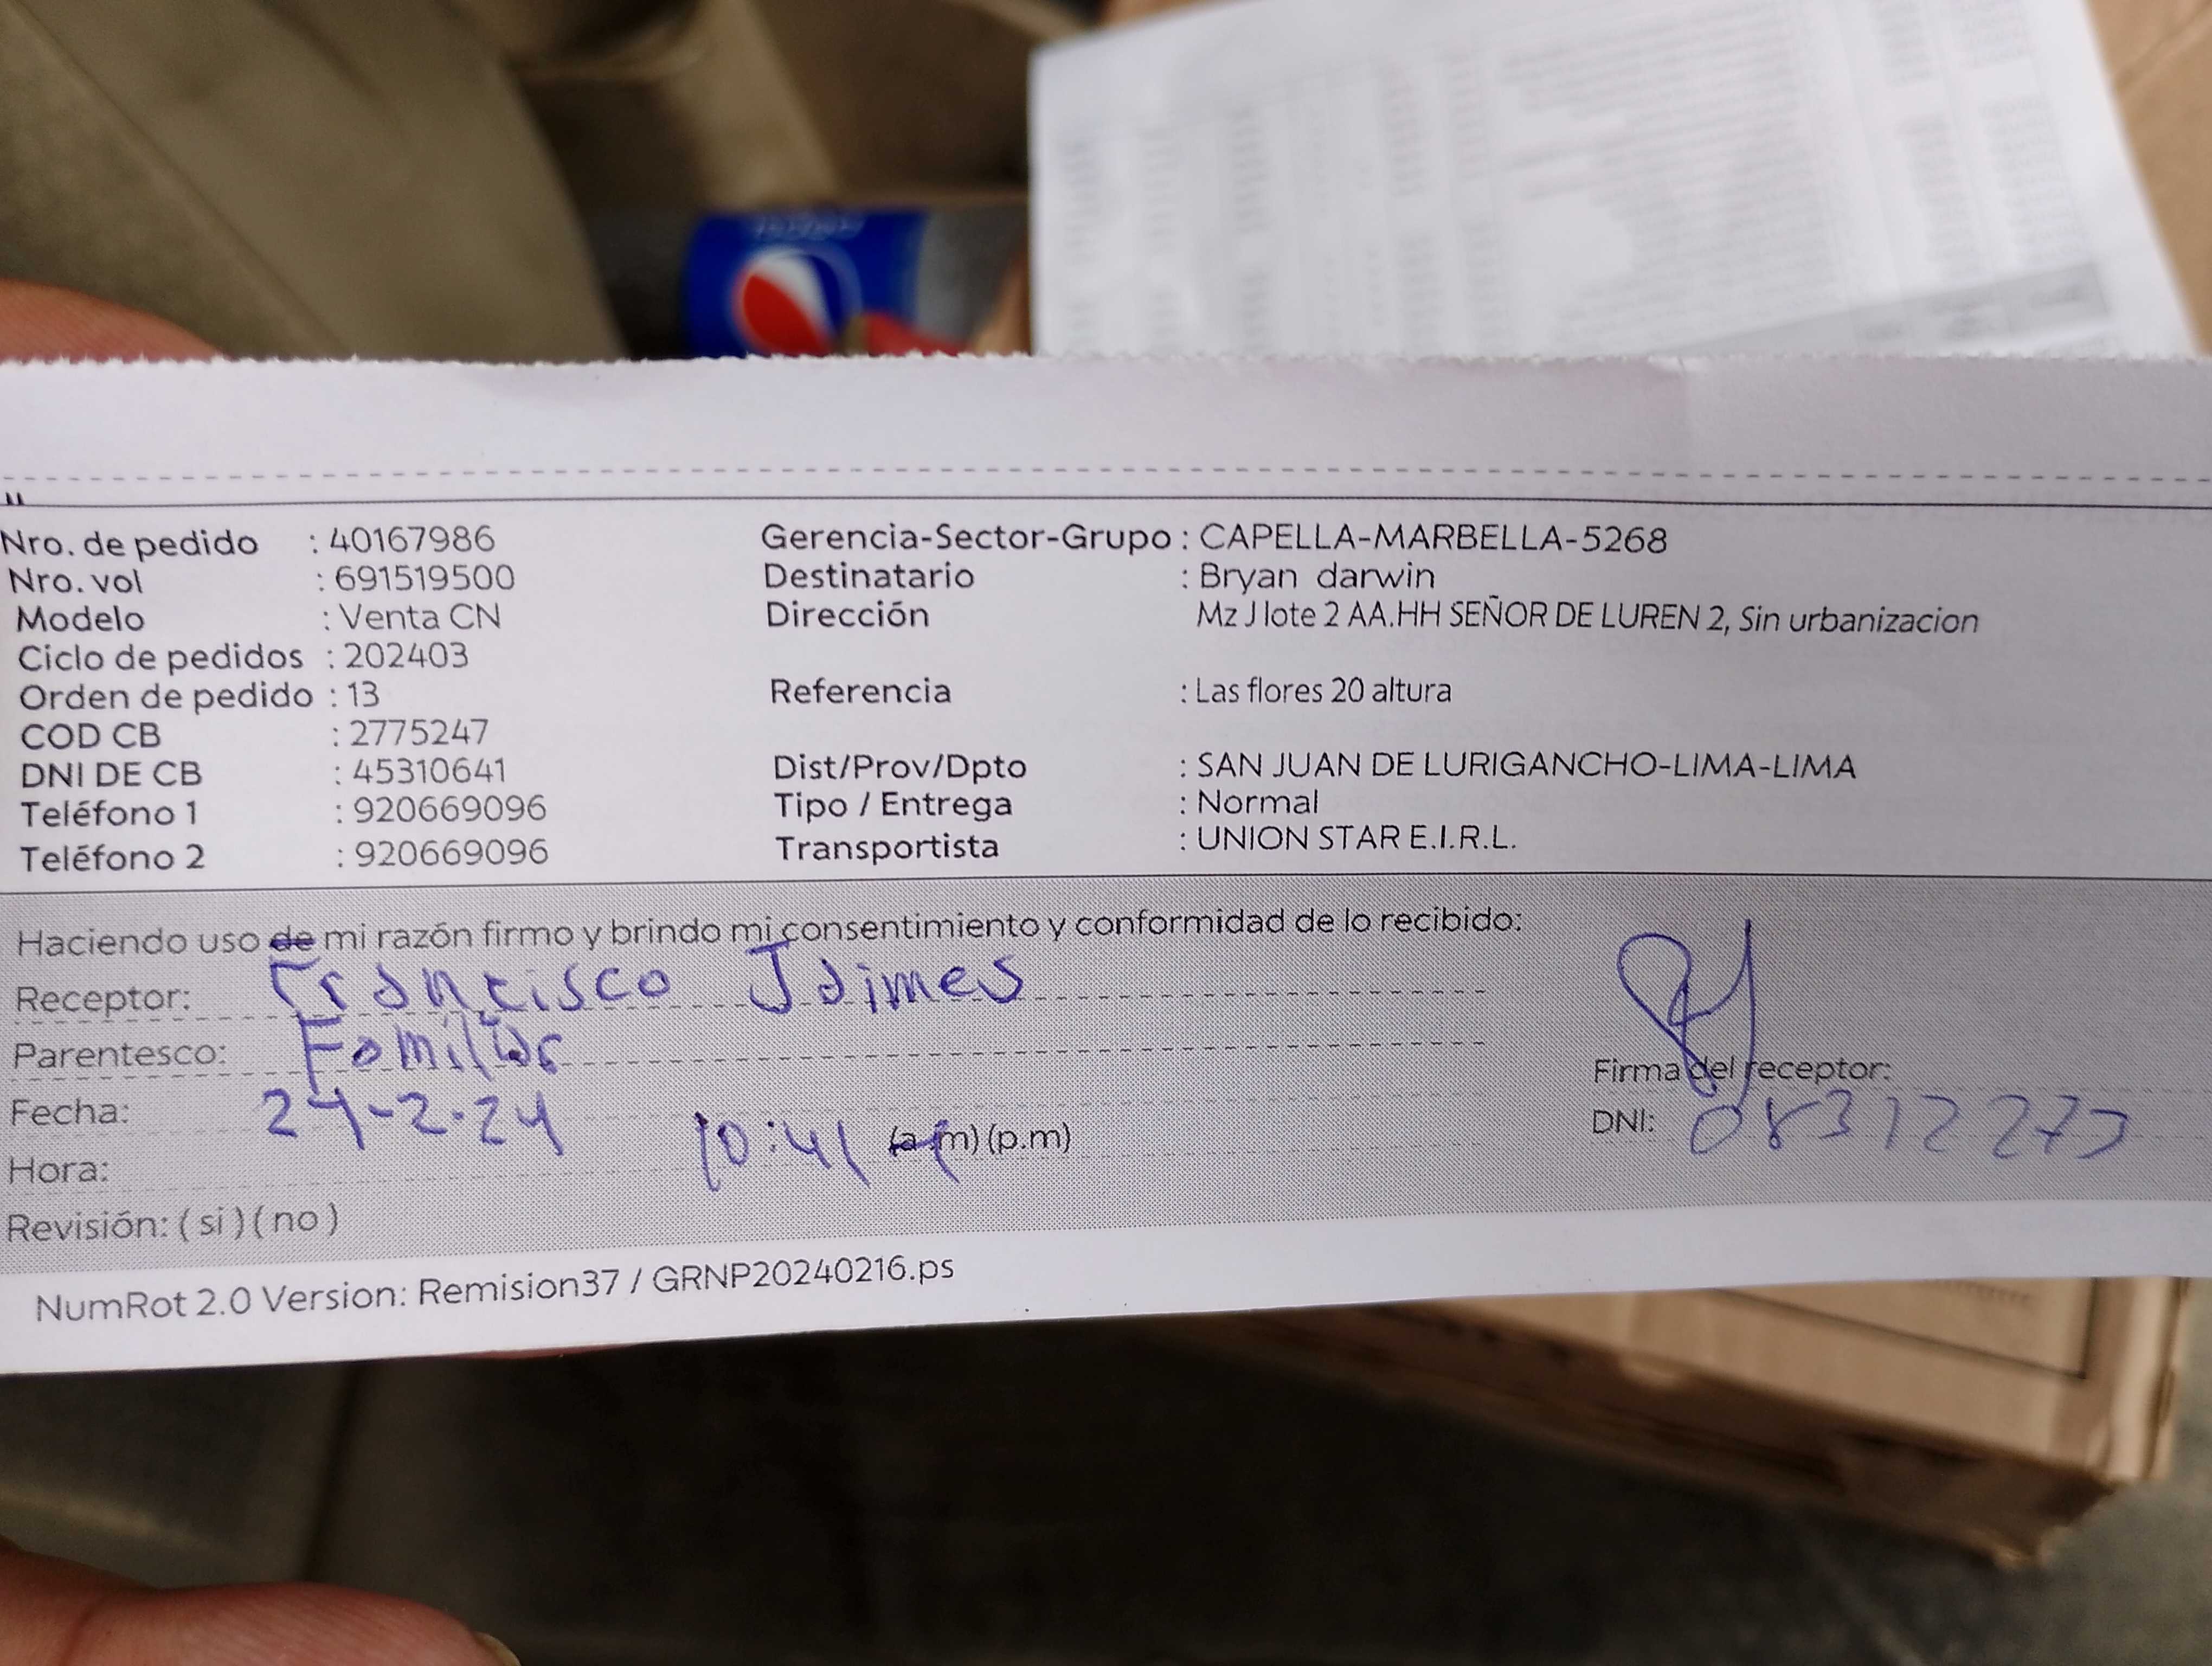 Nro. de pedido : 40167986
Nro. vol : 691519500
Modelo : Venta CN
Ciclo de pedidos : 202403
Orden de pedido : 13
COD CB : 2775247
DNI DE CB : 45310641
Teléfono 1 : 920669096
Teléfono 2 : 920669096
Gerencia-Sector-Grupo : CAPELLA-MARBELLA-5268
Destinatario : Bryan darwin
Dirección Mz J lote 2 AA.HH SEÑOR DE LUREN 2, Sin urbanizacion
Referencia : Las flores 20 altura
Dist/Prov/Dpto : SAN JUAN DE LURIGANCHO-LIMA-LIMA
Tipo / Entrega : Normal
Transportista : UNION STAR E.I.R.L.
Haciendo uso de mi razón firmo y brindo mi consentimiento y conformidad de lo recibido:
Receptor: Francisco Jaimes
Parentesco: Familiar
Fecha: 24-2-24
Hora: 10:41 (a.m) (p.m)
Revisión: ( si ) ( no )
Firma del receptor:
DNI: 08312273
NumRot 2.0 Version: Remision37 / GRNP20240216.ps